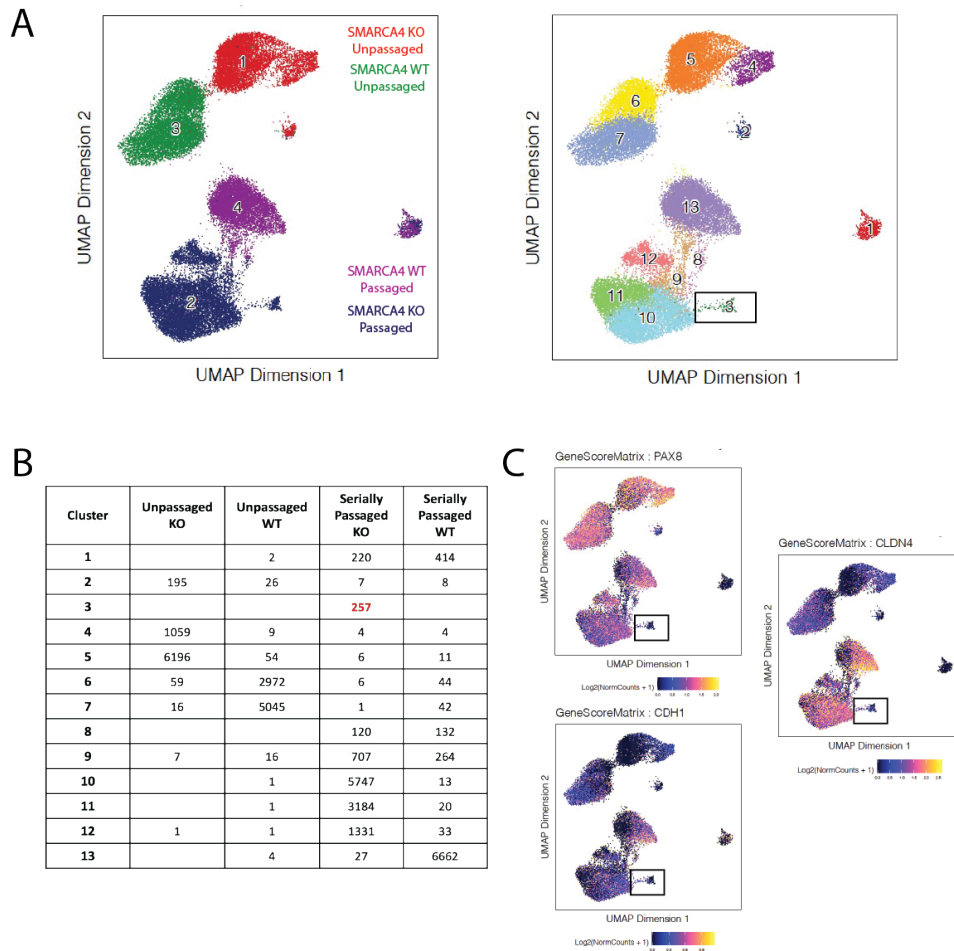 A
SMARCA4 KO
Unpassaged
SMARCA4 WT
Unpassaged
1
3
4
2
SMARCA4 WT
Passaged
SMARCA4 KO
Passaged
UMAP Dimension 2
UMAP Dimension 1
5
4
6
7
2
13
1
12
8
9
11
10
3
UMAP Dimension 2
UMAP Dimension 1
B
Cluster Unpassaged KO Unpassaged WT Serially Passaged KO Serially Passaged WT
1 2 220 414
2 195 26 7 8
3 257
4 1059 9 4 4
5 6196 54 6 11
6 59 2972 6 44
7 16 5045 1 42
8 120 132
9 7 16 707 264
10 1 5747 13
11 1 3184 20
12 1 1 1331 33
13 4 27 6662
C
GeneScoreMatrix : PAX8
UMAP Dimension 2
UMAP Dimension 1
Log2(NormCounts + 1)
GeneScoreMatrix : CLDN4
UMAP Dimension 2
UMAP Dimension 1
Log2(NormCounts + 1)
GeneScoreMatrix : CDH1
UMAP Dimension 2
UMAP Dimension 1
Log2(NormCounts + 1)